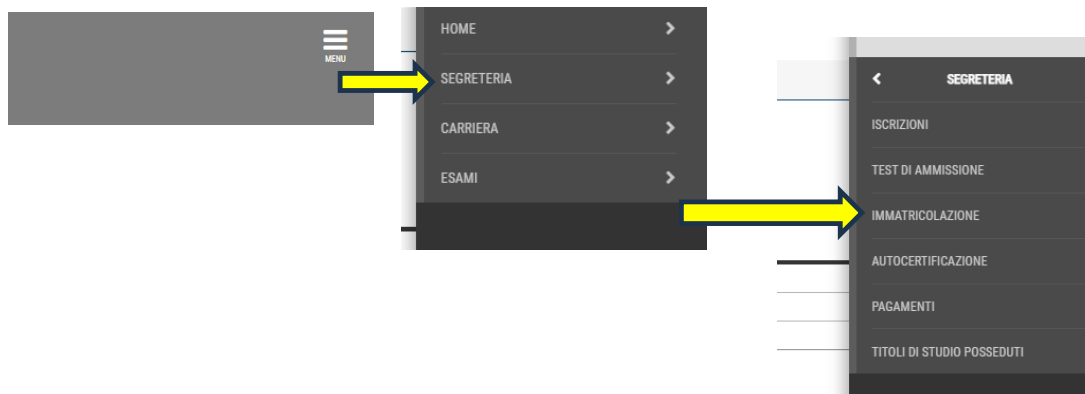 MENU
HOME
SEGRETERIA
CARRIERA
ESAMI
SEGRETERIA
ISCRIZIONI
TEST DI AMMISSIONE
IMMATRICOLAZIONE
AUTOCERTIFICAZIONE
PAGAMENTI
TITOLI DI STUDIO POSSEDUTI